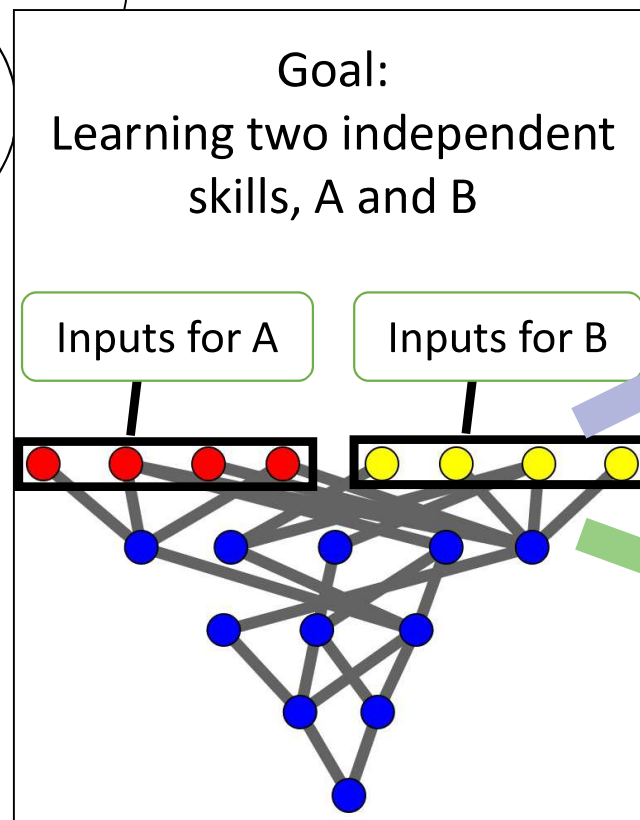 Goal:
Learning two independent
skills, A and B
Inputs for A
Inputs for B